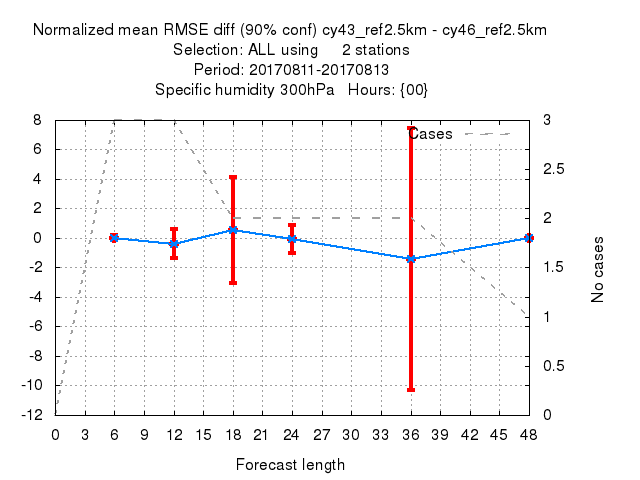 Normalized mean RMSE diff (90% conf) cy43_ref2.5km - cy46_ref2.5km
Selection: ALL using 2 stations
Period: 20170811-20170813
Specific humidity 300hPa Hours: {00}
Cases
8
6
4
2
0
-2
-4
-6
-8
-10
-12
3
2.5
2
1.5
1
0.5
0
No cases
0 3 6 9 12 15 18 21 24 27 30 33 36 39 42 45 48
Forecast length